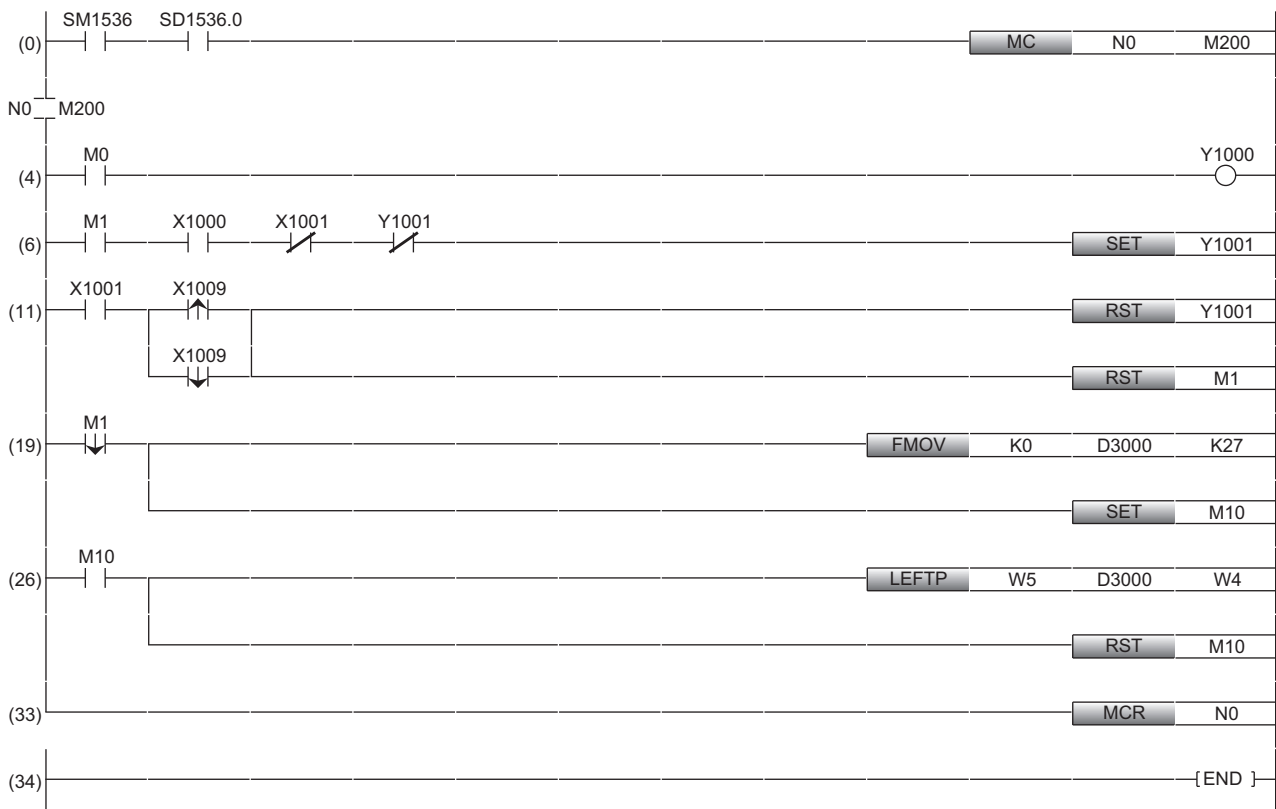 SM1536 SD1536.0
(0) MC N0 M200
N0 M200
M0 Y1000
(4)
M1 X1000 X1001 Y1001
(6) SET Y1001
X1001 X1009
(11) RST Y1001
X1009
RST M1
M1
(19) FMOV K0 D3000 K27
SET M10
M10
(26) LEFTP W5 D3000 W4
RST M10
(33) MCR N0
(34) [END ]